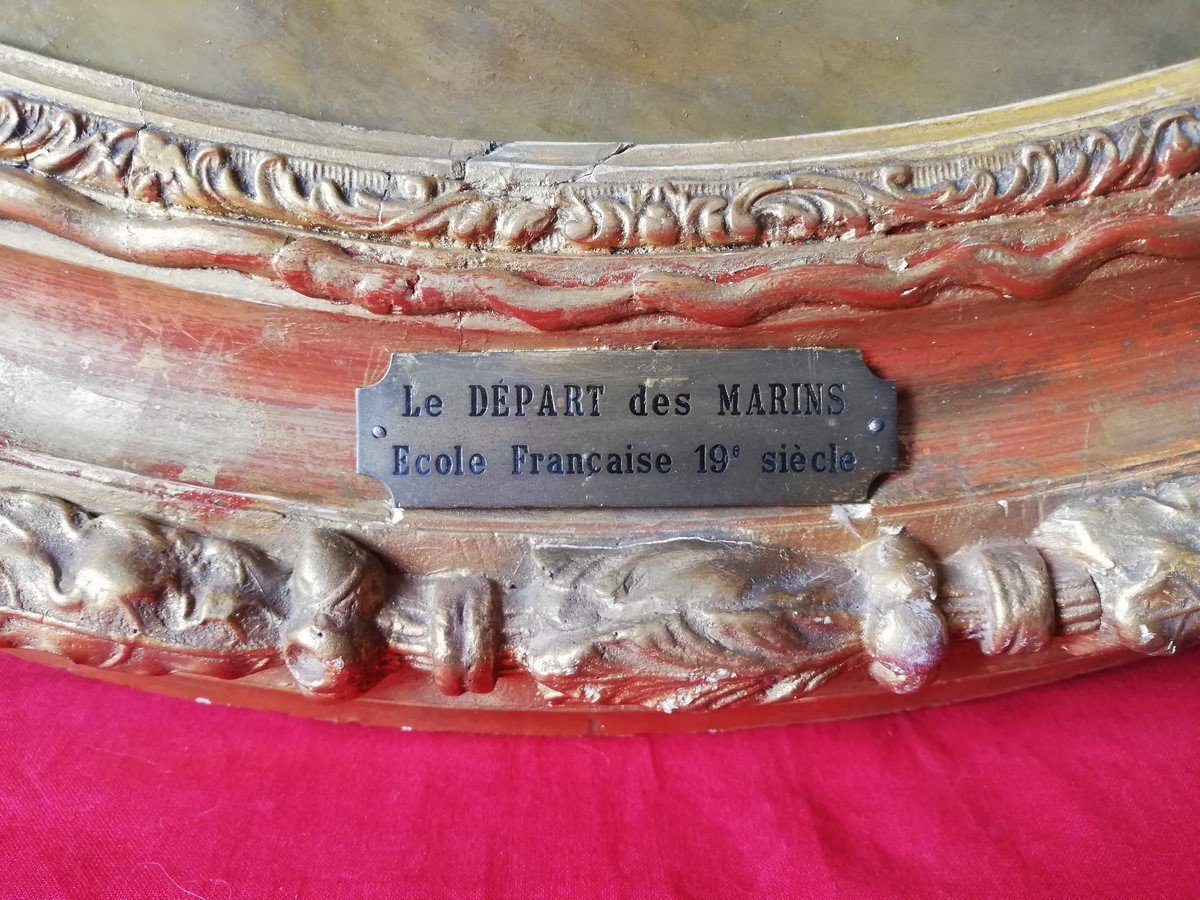 Le DÉPART des MARINS
Ecole Française 19e siècle